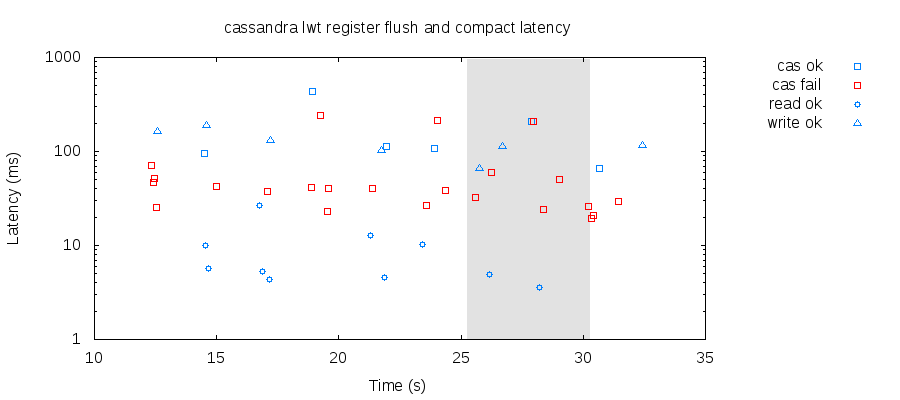 cassandra lwt register flush and compact latency
1000
100
10
1
Latency (ms)
10 15 20 25 30 35
Time (s)
cas ok
cas fail
read ok
write ok